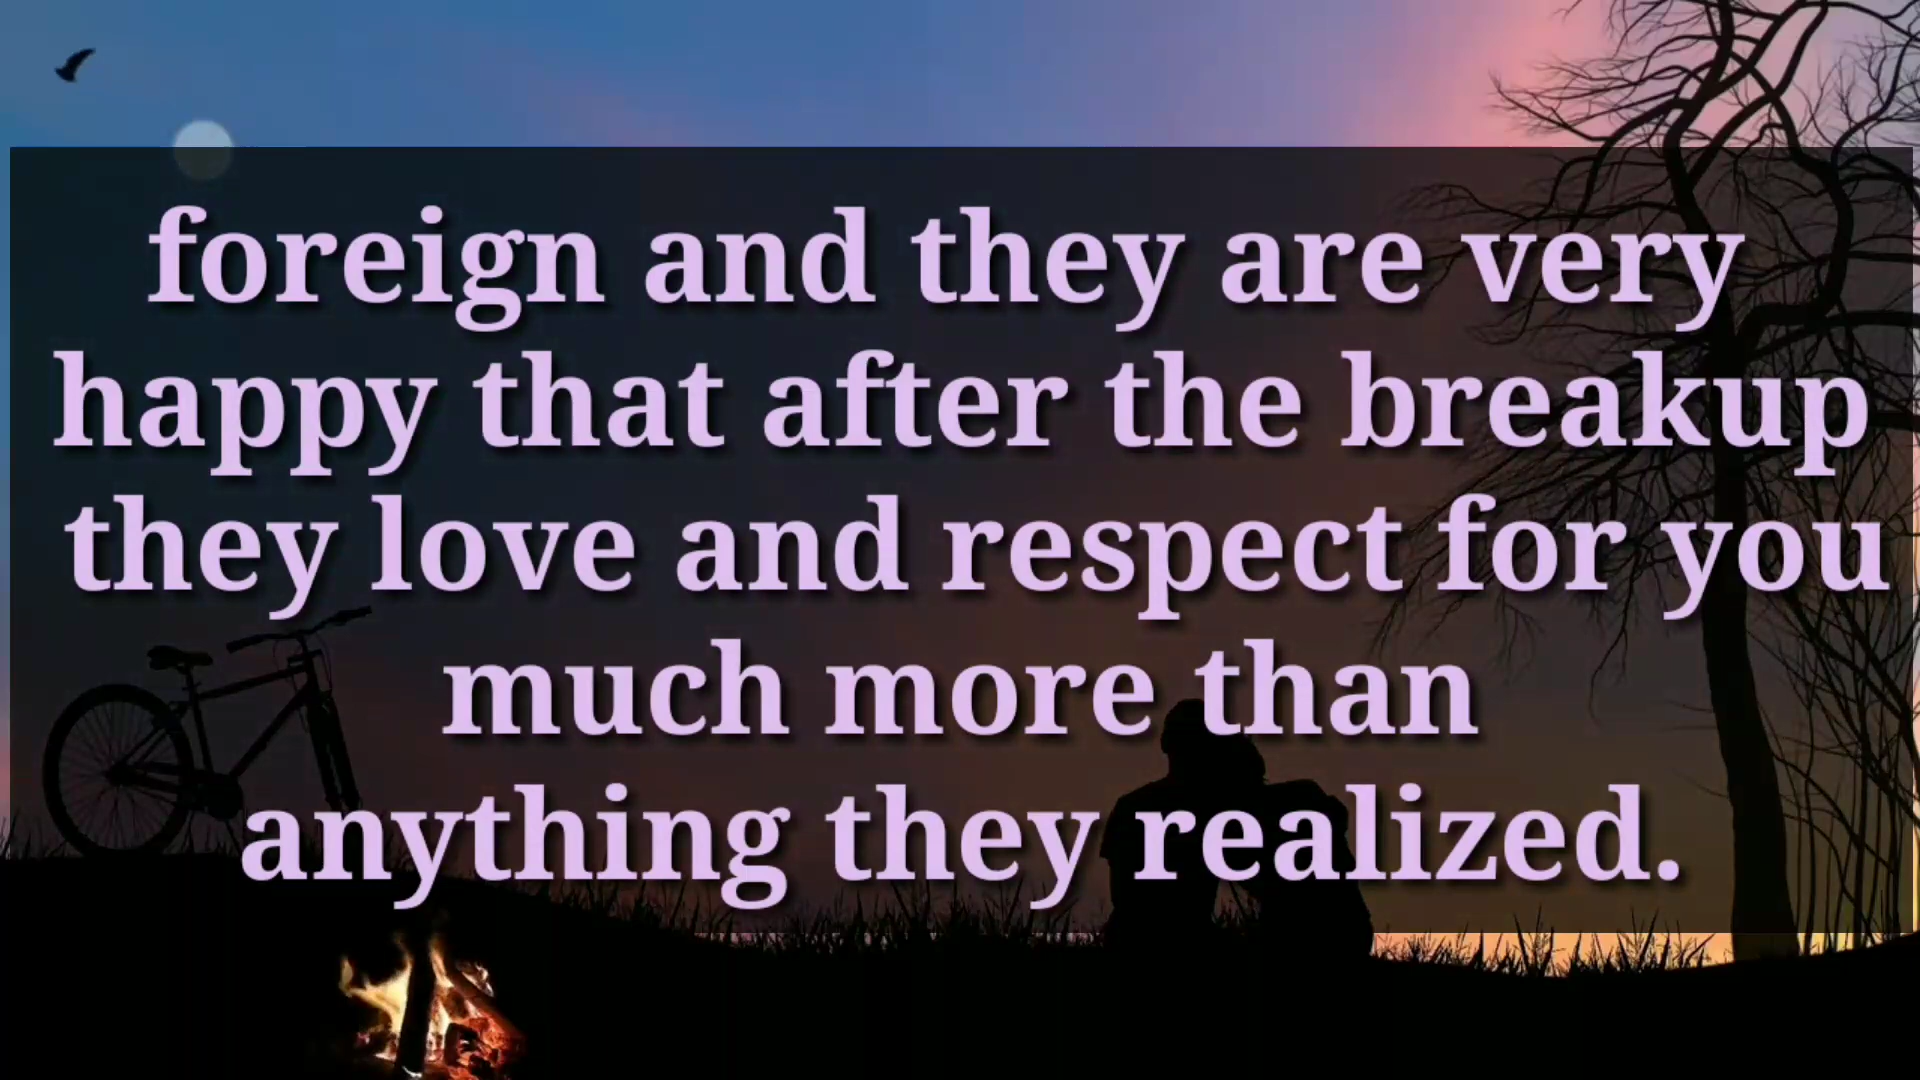 foreign and they are very
happy that after the breakup
they love and respect for you
much more than
anything they realized.